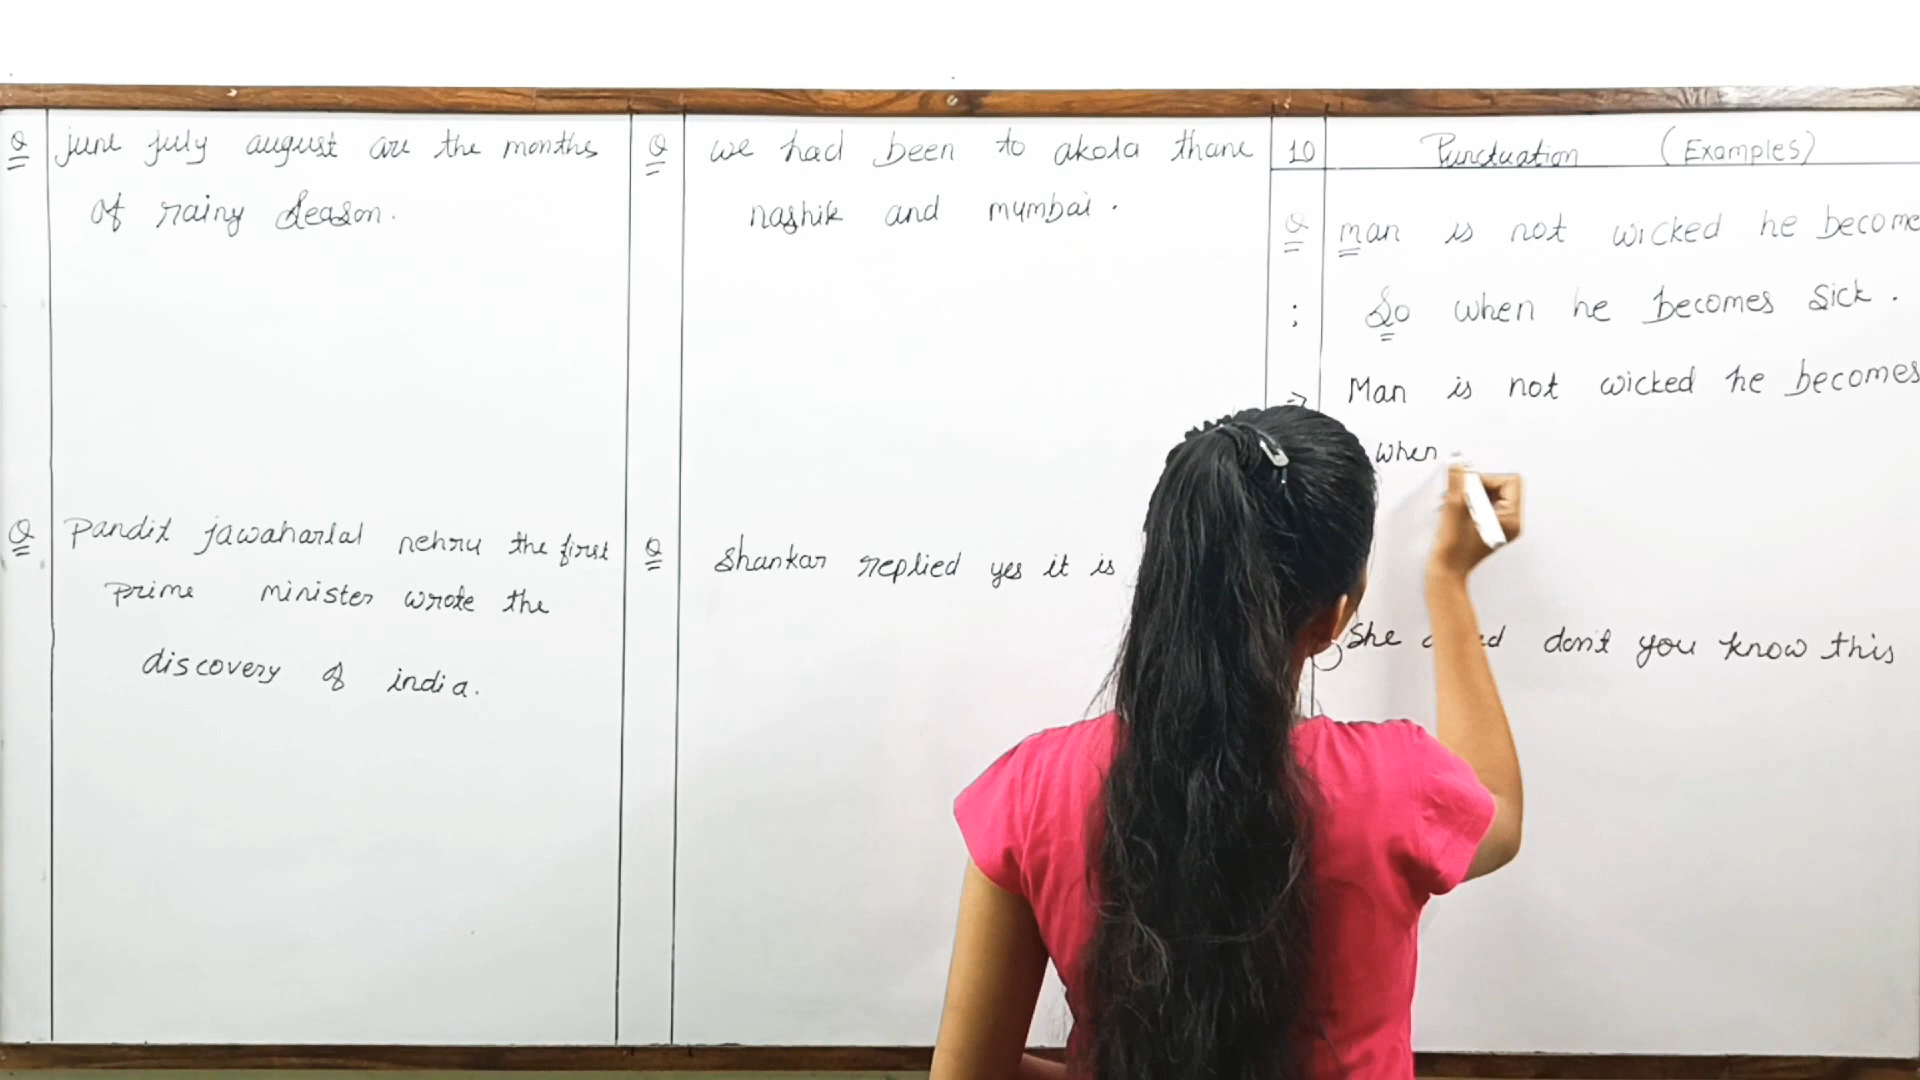 Q june july august are the months
of rainy season.
Q Pandit jawaharlal nehru the first
prime minister wrote the
discovery of india.
Q we had been to akola thane
nashik and mumbai.
Q shankar replied yes it is
10 Punctuation (Examples)
Q man is not wicked he become
: So when he becomes sick.
⇒ Man is not wicked he becomes
when
She don't you know this